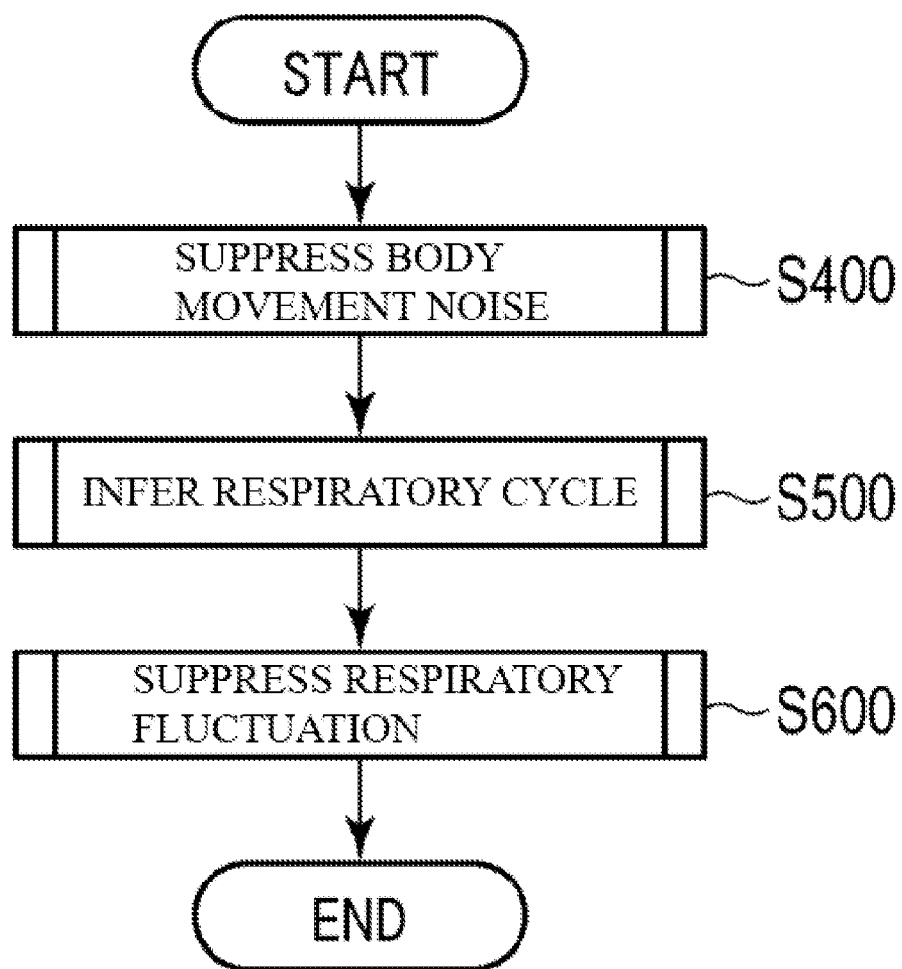 START
SUPPRESS BODY
MOVEMENT NOISE
S400
INFER RESPIRATORY CYCLE
S500
SUPPRESS RESPIRATORY
FLUCTUATION
S600
END